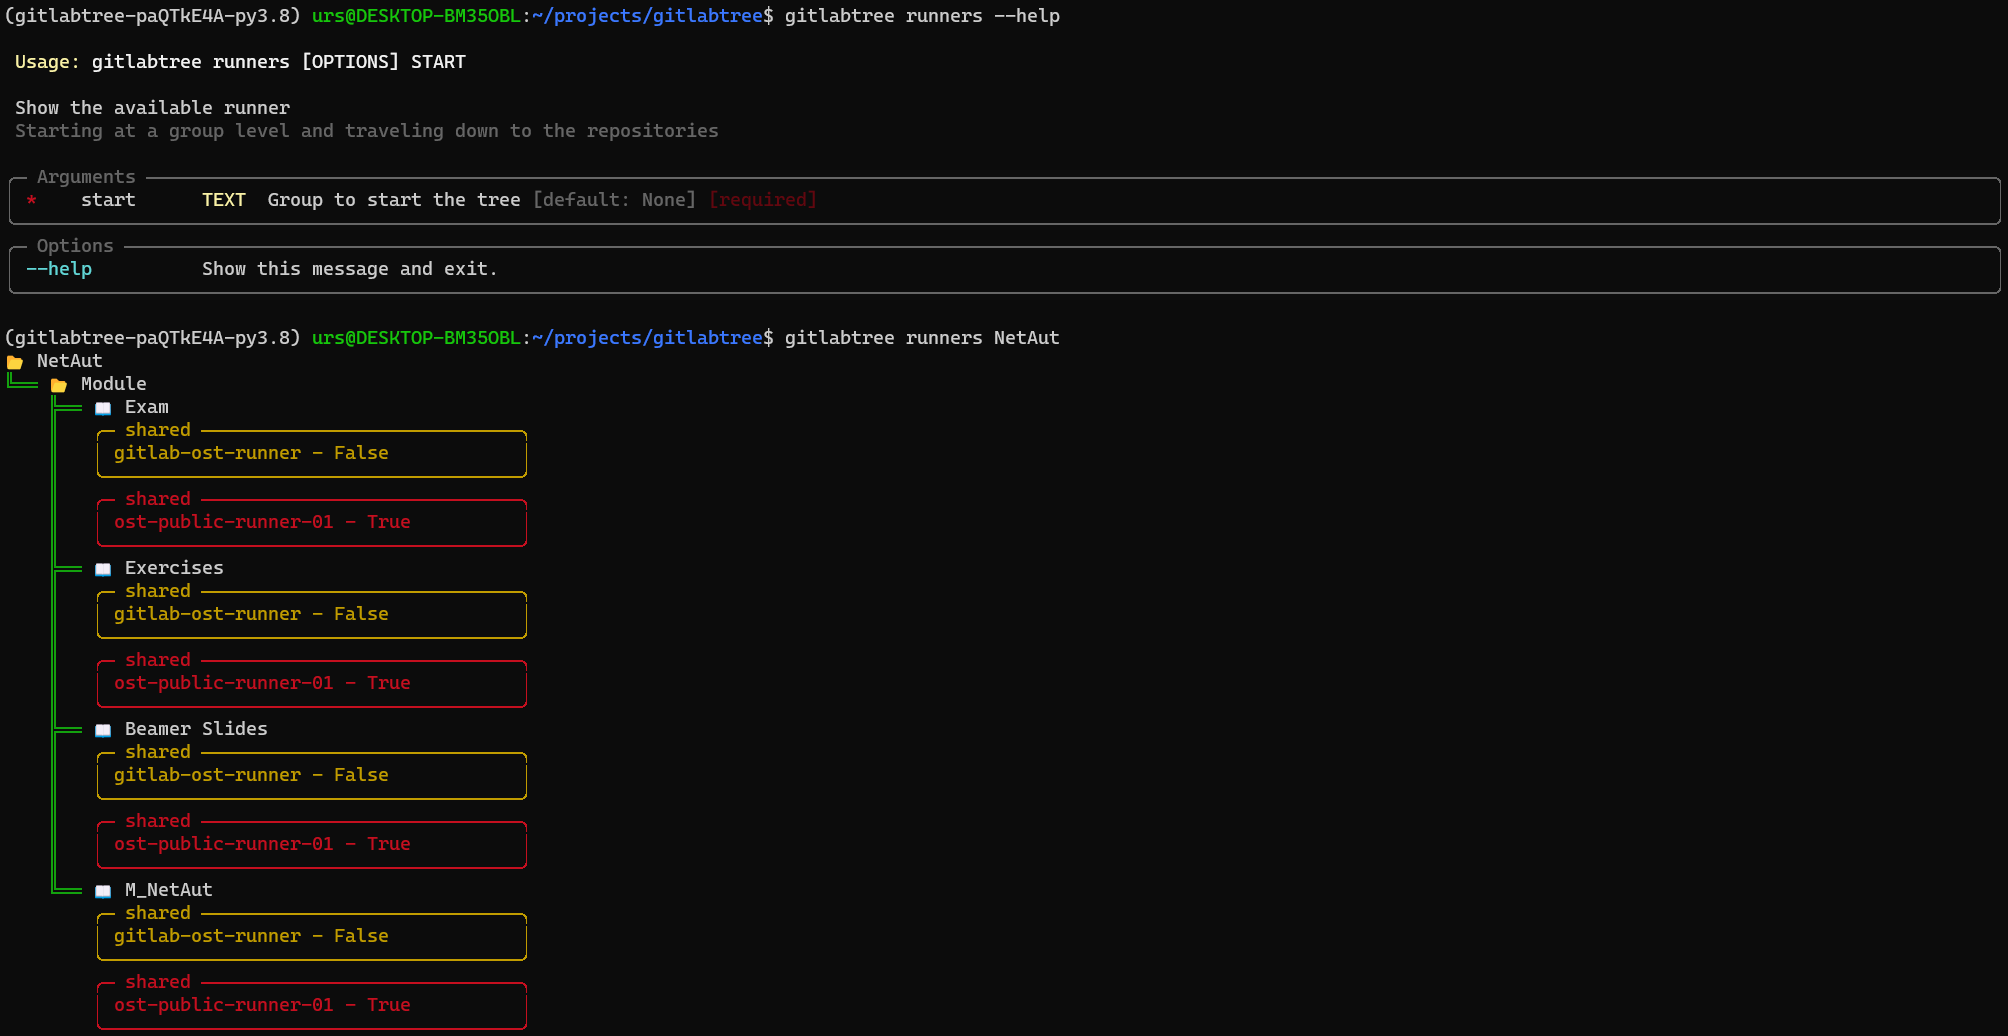 (gitlabtree-paQTkE4A-py3.8) urs@DESKTOP-BM35OBL:~/projects/gitlabtree$ gitlabtree runners --help
Usage: gitlabtree runners [OPTIONS] START
Show the available runner
Starting at a group level and traveling down to the repositories
Arguments
* start TEXT Group to start the tree [default: None] [required]
Options
--help Show this message and exit.
(gitlabtree-paQTkE4A-py3.8) urs@DESKTOP-BM35OBL:~/projects/gitlabtree$ gitlabtree runners NetAut
NetAut
Module
Exam
shared
gitlab-ost-runner - False
shared
ost-public-runner-01 - True
Exercises
shared
gitlab-ost-runner - False
shared
ost-public-runner-01 - True
Beamer Slides
shared
gitlab-ost-runner - False
shared
ost-public-runner-01 - True
M_NetAut
shared
gitlab-ost-runner - False
shared
ost-public-runner-01 - True